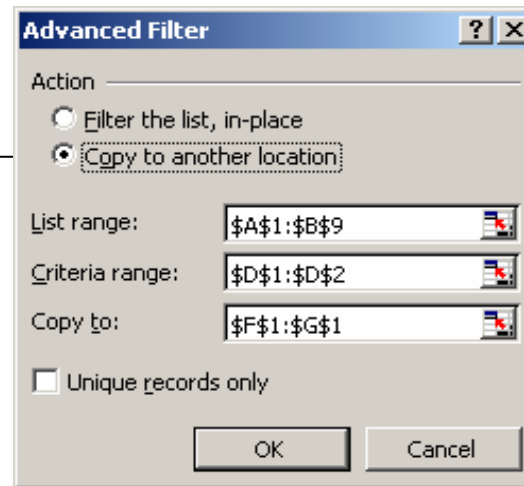 Advanced Filter
Action
Filter the list, in-place
Copy to another location
List range: $A$1:$B$9
Criteria range: $D$1:$D$2
Copy to: $F$1:$G$1
Unique records only
OK Cancel